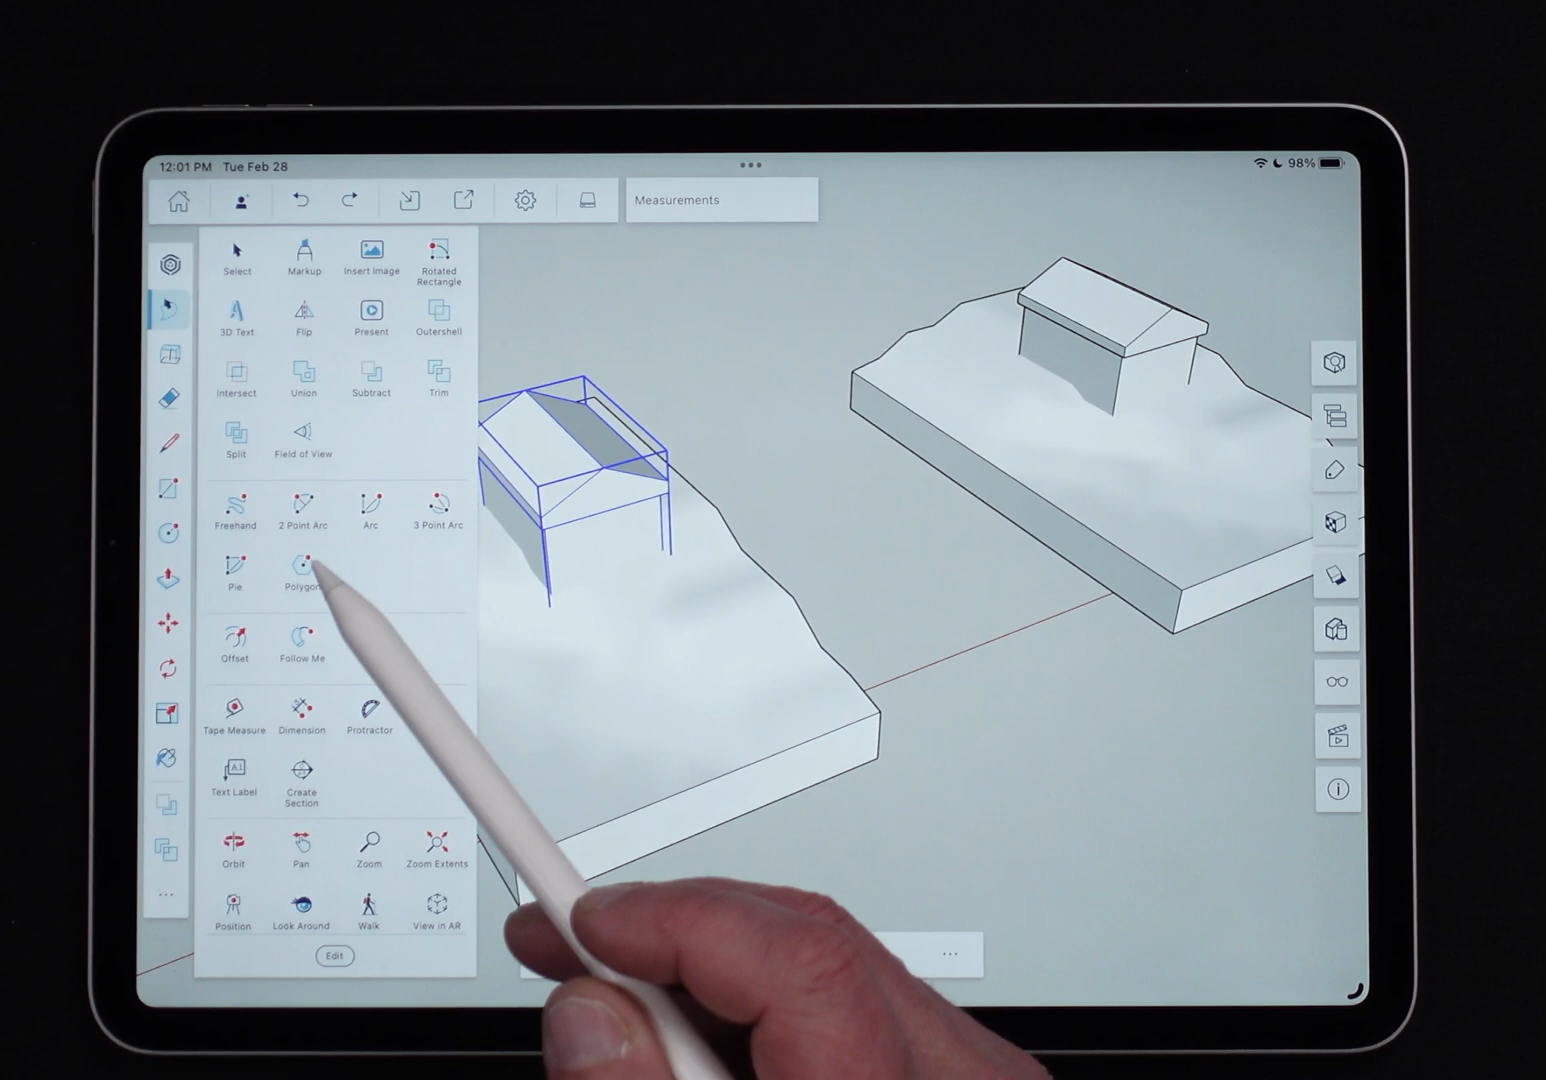 12:01 PM Tue Feb 28
98%
Measurements
Select Markup Insert Image Rotated
Rectangle
3D Text Flip Present Outershell
Intersect Union Subtract Trim
Split Field of View
Freehand 2 Point Arc Arc 3 Point Arc
Pie Polygon
Offset Follow Me
Tape Measure Dimension Protractor
A1
Text Label Create
Section
Orbit Pan Zoom Zoom Extents
Position Look Around Walk View in AR
Edit